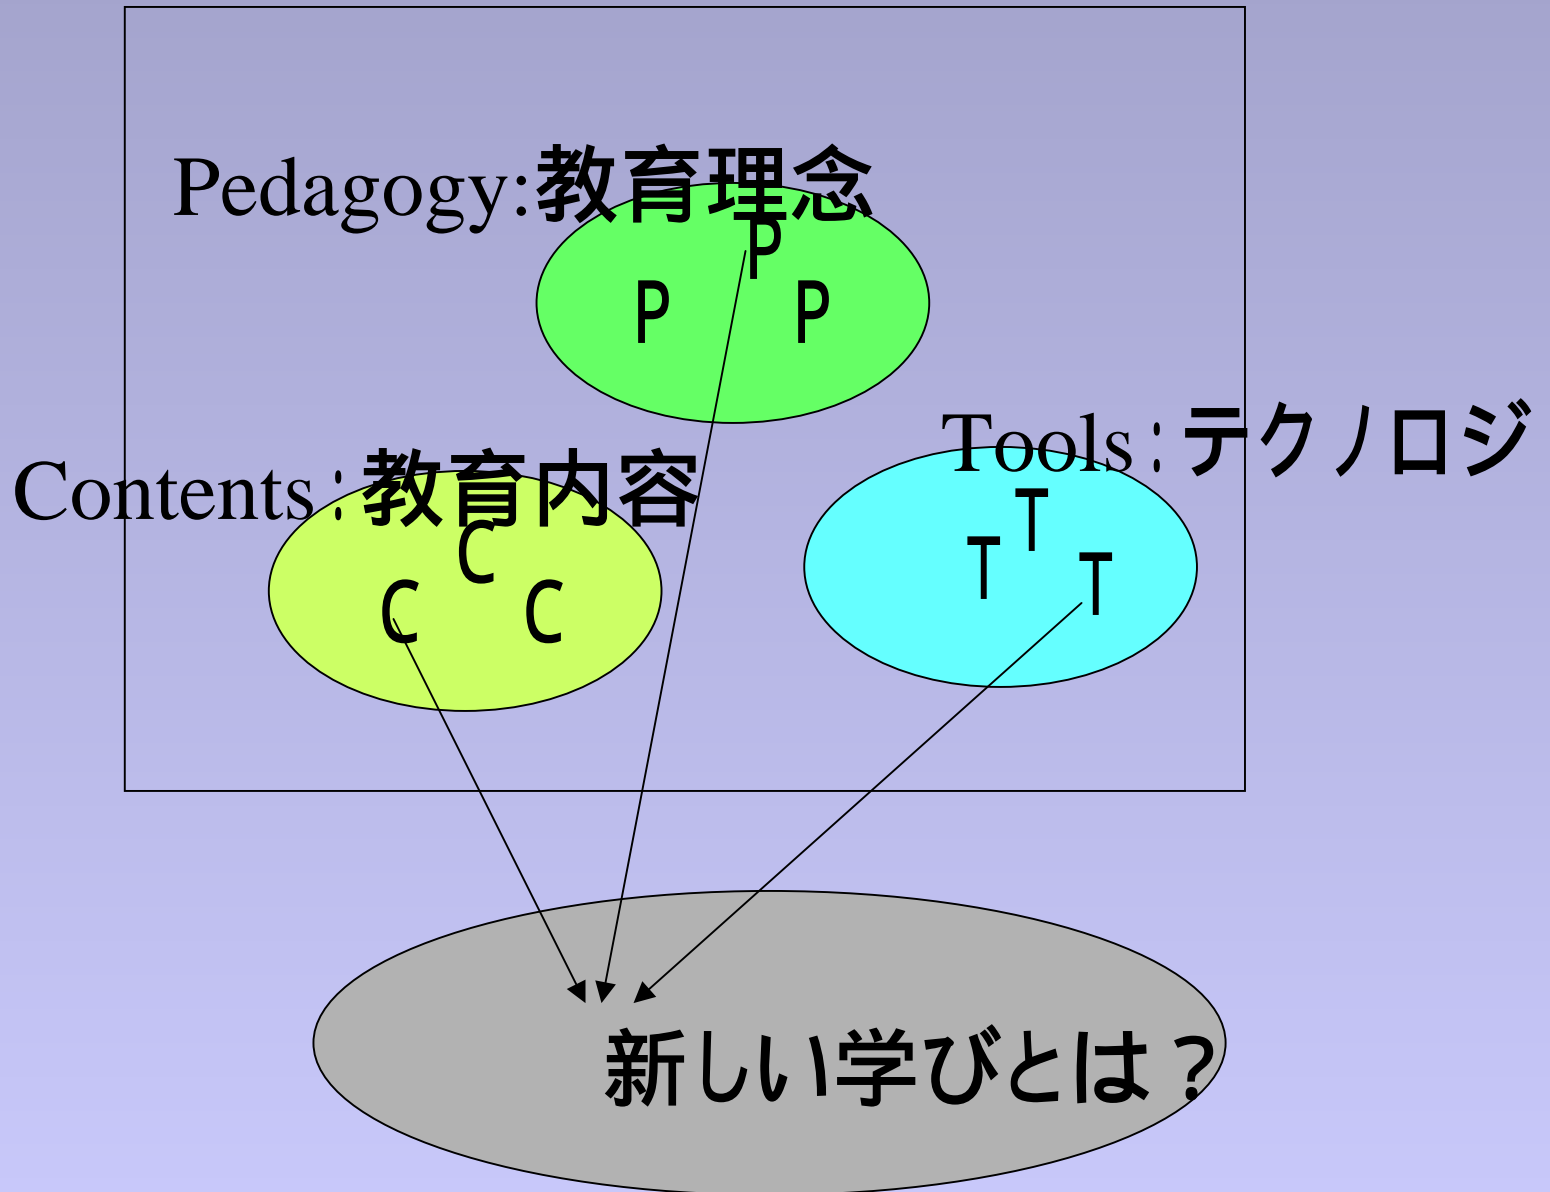 Pedagogy:教育理念
P
P P
Tools:テクノロジ
Contents:教育内容
T
T T
C
C C
新しい学びとは？